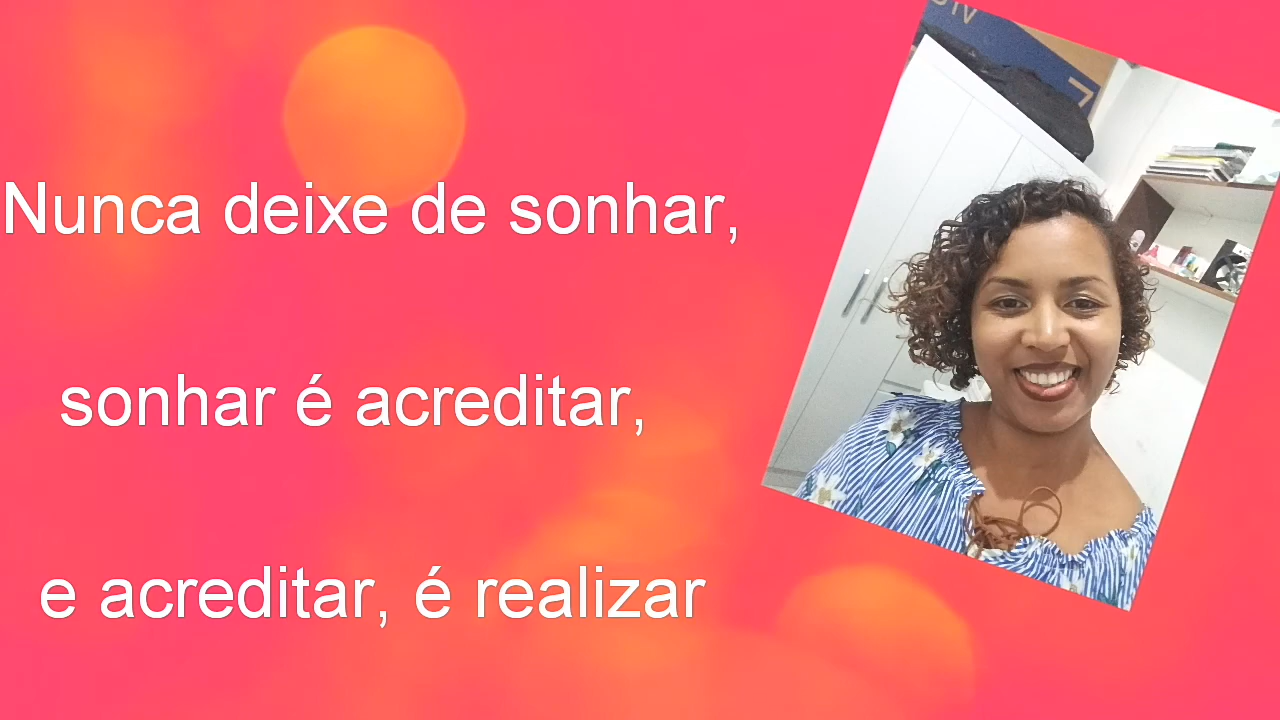 Nunca deixe de sonhar,
sonhar é acreditar,
e acreditar, é realizar